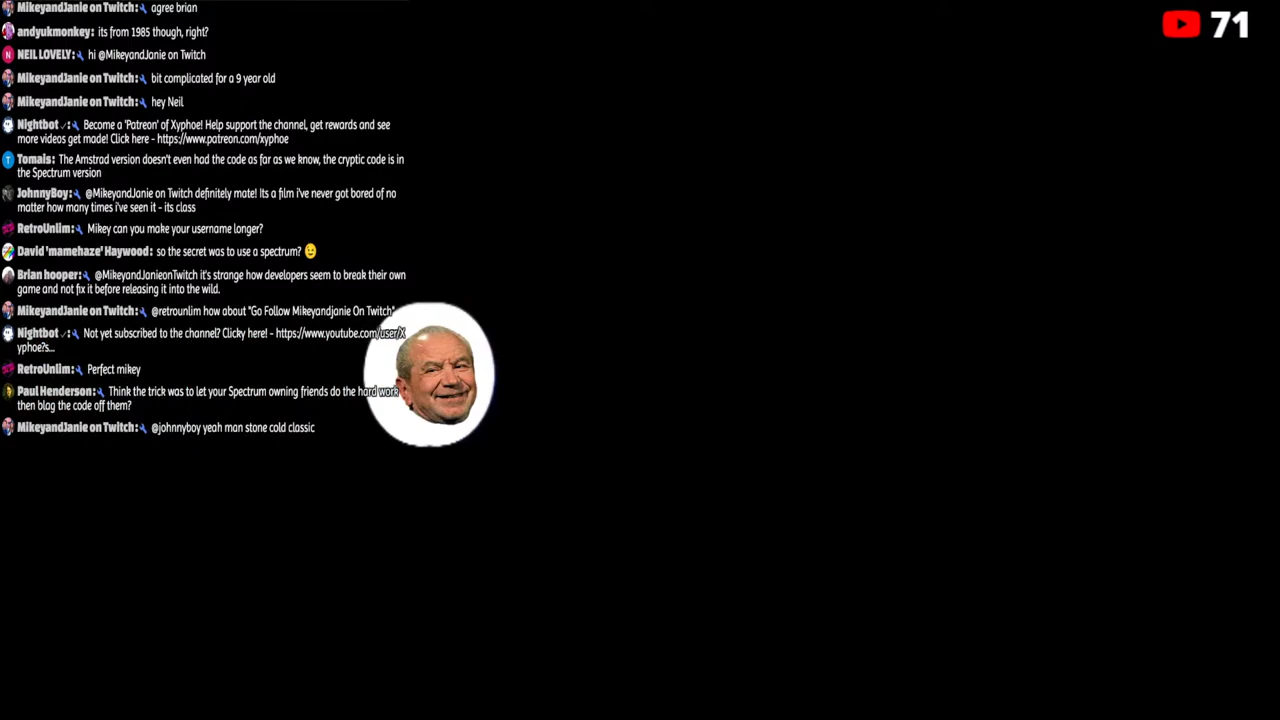 71
MikeyandJanie on Twitch: agree brian
andyukmonkey: its from 1985 though, right?
NEIL LOVELY: hi @MikeyandJanie on Twitch
MikeyandJanie on Twitch: bit complicated for a 9 year old
MikeyandJanie on Twitch: hey Neil
Nightbot ✓: Become a 'Patreon' of Xyphoe! Help support the channel, get rewards and see
more videos get made! Click here - https://www.patreon.com/xyphoe
Tomais: The Amstrad version doesn't even had the code as far as we know, the cryptic code is in
the Spectrum version
JohnnyBoy: @MikeyandJanie on Twitch definitely mate! Its a film i've never got bored of no
matter how many times i've seen it - its class
RetroUnlim: Mikey can you make your username longer?
David 'mamehaze' Haywood: so the secret was to use a spectrum? 😉
Brian hooper: @MikeyandJanieonTwitch it's strange how developers seem to break their own
game and not fix it before releasing it into the wild.
MikeyandJanie on Twitch: @retrounlim how about "Go Follow Mikeyandjanie On Twitch"
Nightbot ✓: Not yet subscribed to the channel? Clicky here! - https://www.youtube.com/user/X
yphoe?s...
RetroUnlim: Perfect mikey
Paul Henderson: Think the trick was to let your Spectrum owning friends do the hard work
then blag the code off them?
MikeyandJanie on Twitch: @johnnyboy yeah man stone cold classic